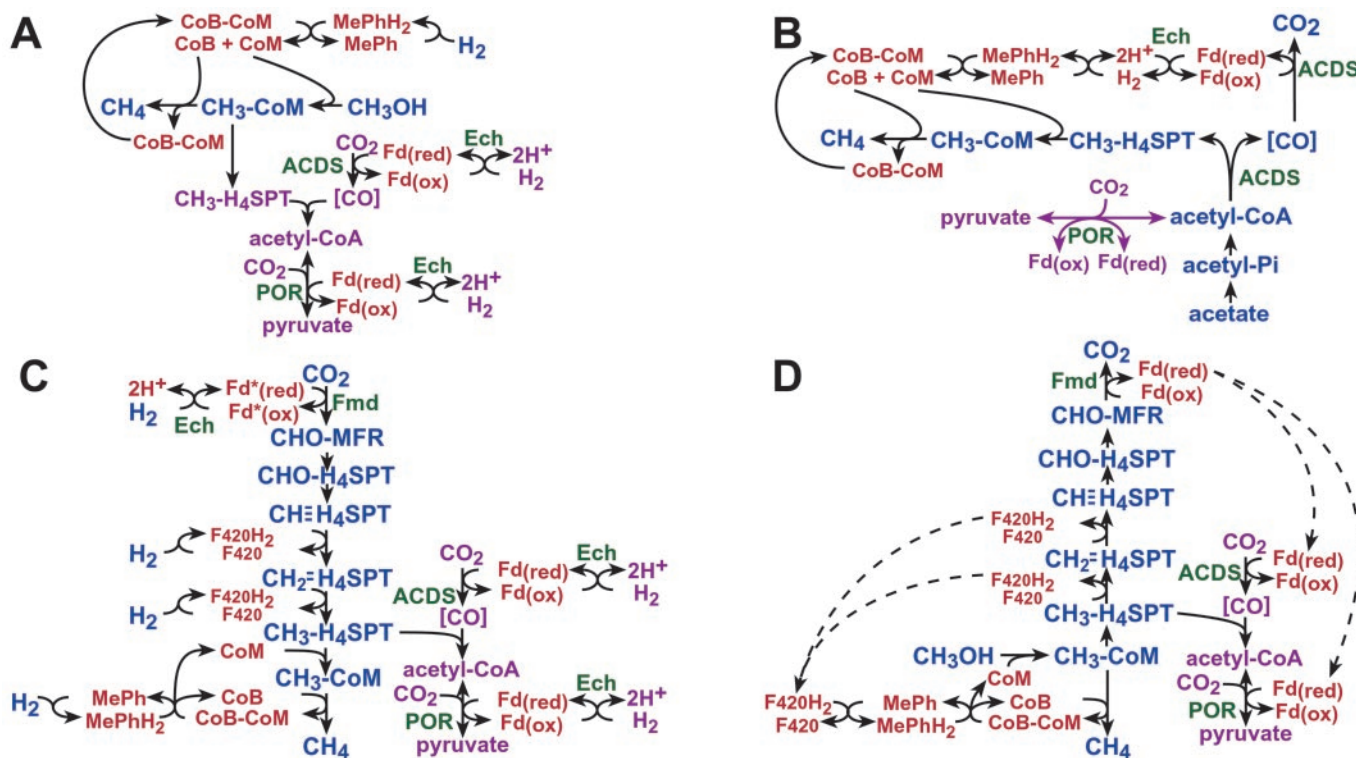 A
CoB-CoM MePhH2
CoB + CoM MePh H2
CH4 CH3-CoM CH3OH
CoB-CoM
CO2 Fd(red) Ech 2H+
ACDS Fd(ox) H2
CH3-H4SPT [CO]
acetyl-CoA
CO2 Fd(red) Ech 2H+
POR Fd(ox) H2
pyruvate
B
CO2
CoB-CoM MePhH2 2H+ Ech Fd(red)
CoB + CoM MePh H2 Fd(ox) ACDS
CH4 CH3-CoM CH3-H4SPT [CO]
CoB-CoM
ACDS
CO2
pyruvate acetyl-CoA
POR
Fd(ox) Fd(red)
acetyl-Pi
acetate
C
2H+ Fd*(red) CO2
H2 Ech Fd*(ox) Fmd
CHO-MFR
CHO-H4SPT
CH≡H4SPT
H2 F420H2
F420
CH2=H4SPT
H2 F420H2
F420
CH3-H4SPT
CO2 Fd(red) Ech 2H+
ACDS Fd(ox) H2
[CO]
CoM
CH3-CoM
acetyl-CoA
H2 MePh CoB
MePhH2 CoB-CoM
CO2 Fd(red) Ech 2H+
POR Fd(ox) H2
CH4
pyruvate
D
CO2
Fmd Fd(red)
Fd(ox)
CHO-MFR
CHO-H4SPT
CH≡H4SPT
F420H2
F420
CH2=H4SPT
F420H2
F420
CH3-H4SPT
CO2 Fd(red)
ACDS Fd(ox)
[CO]
CH3OH CH3-CoM
CoM
acetyl-CoA
F420H2 MePh CoB
F420 MePhH2 CoB-CoM
CO2 Fd(red)
POR Fd(ox)
CH4
pyruvate